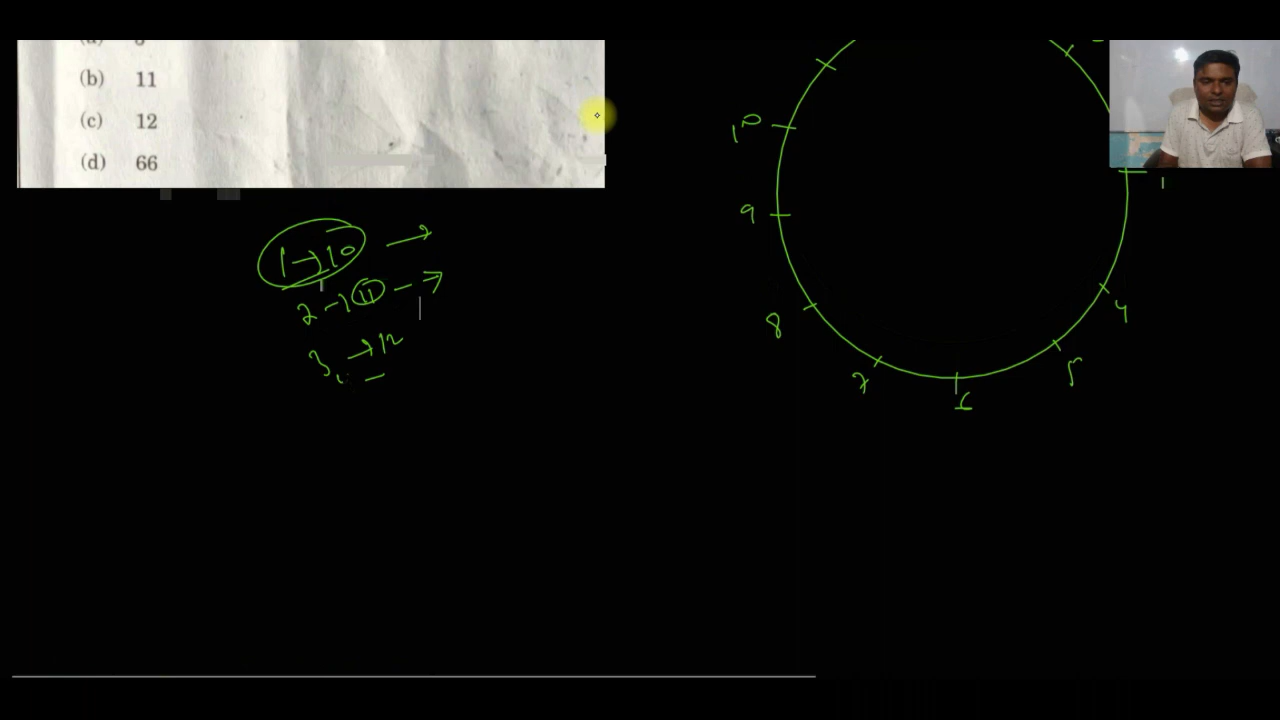 (b) 11
(c) 12
(d) 66
1 → 10 →
2 → 11 →
3 → 12
10
9
8
7
6
5
4
1